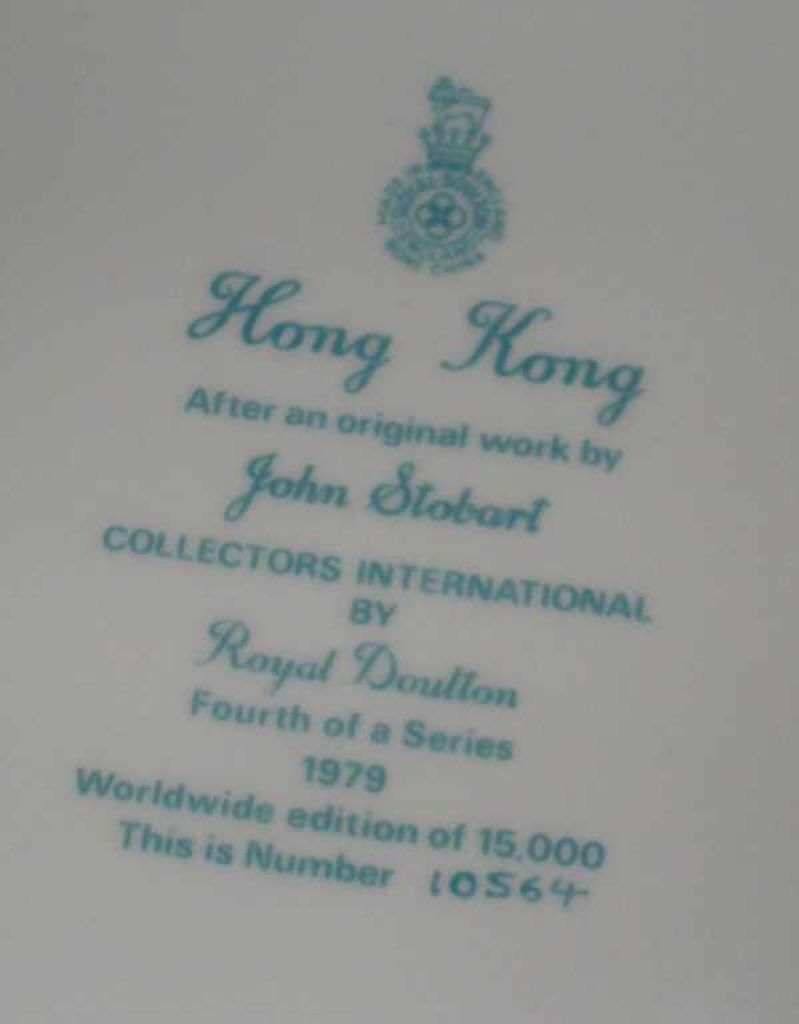 Hong Kong
After an original work by
John Stobart
COLLECTORS INTERNATIONAL
BY
Royal Doulton
Fourth of a Series
1979
Worldwide edition of 15,000
This is Number 10564